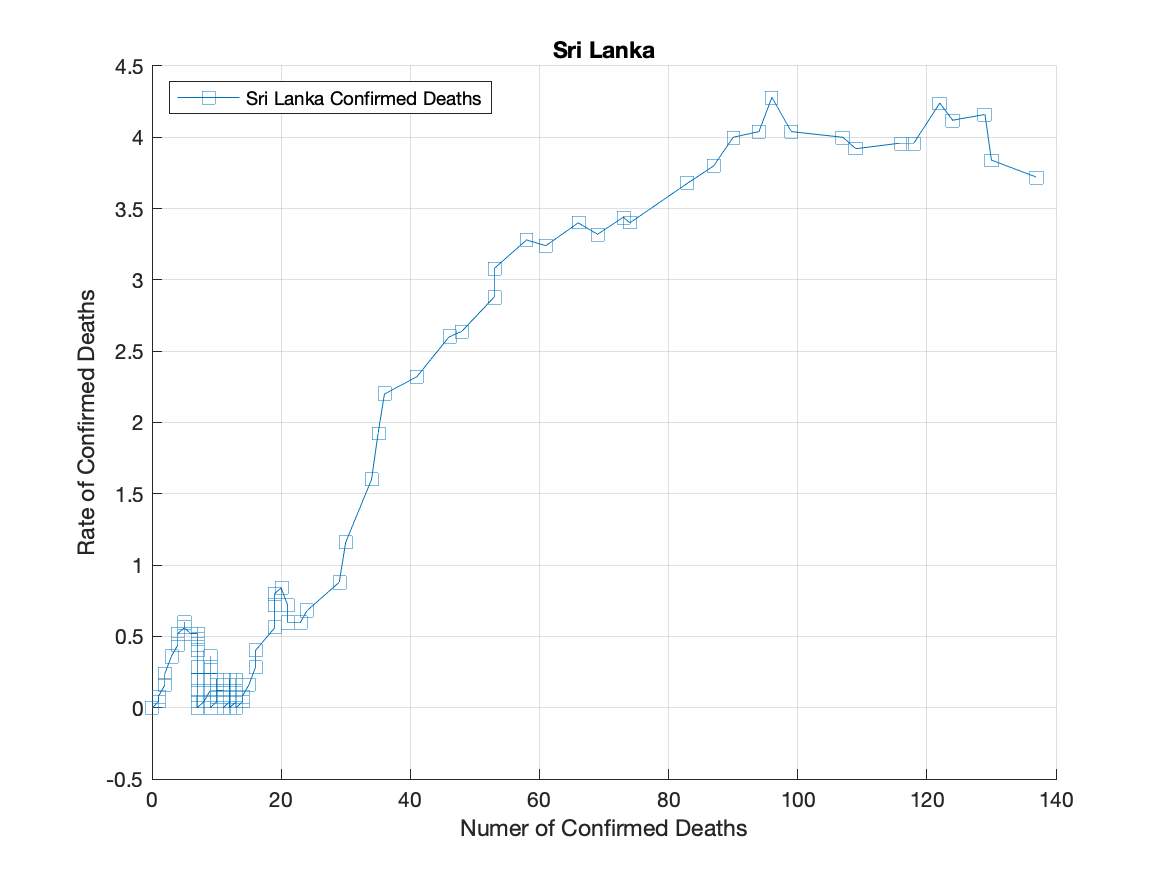 Sri Lanka
Sri Lanka Confirmed Deaths
4.5
4
3.5
3
2.5
2
1.5
1
0.5
0
-0.5
Rate of Confirmed Deaths
0 20 40 60 80 100 120 140
Numer of Confirmed Deaths